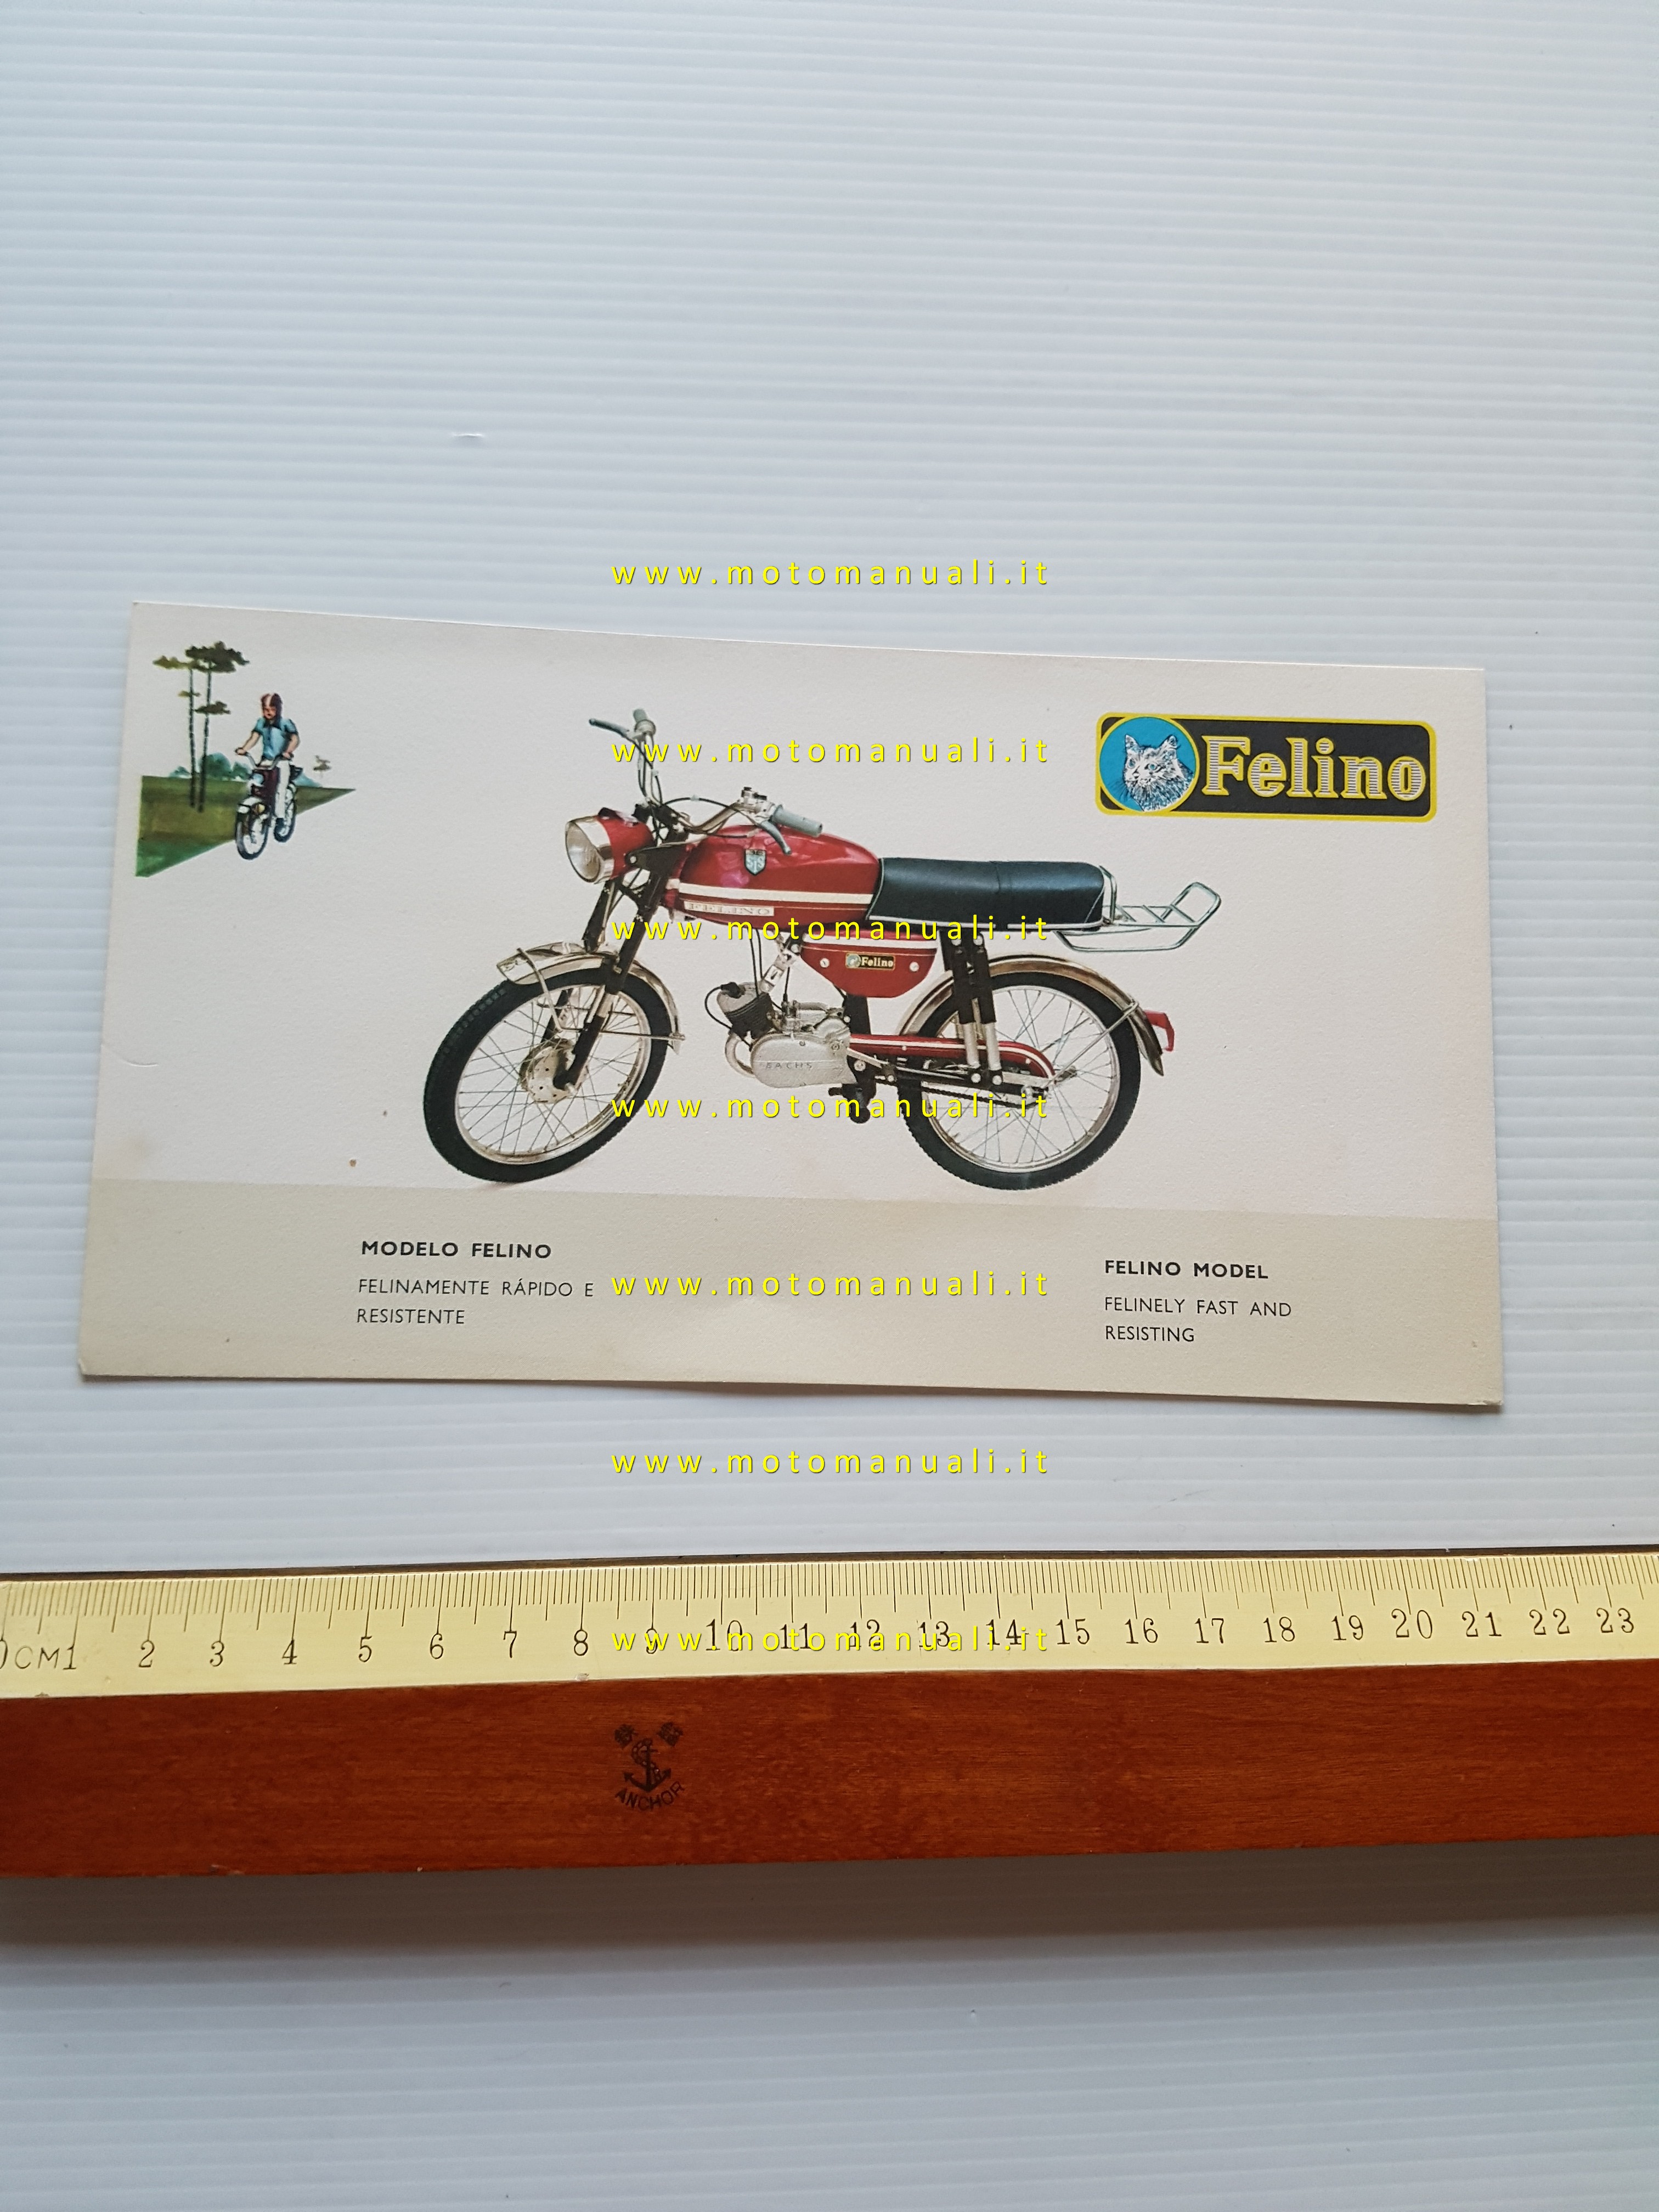 www.motomanuali.it
www.motomanuali.it
Felino
FELINO
www.motomanuali.it
Felino
SACHS
www.motomanuali.it
MODELO FELINO
FELINAMENTE RÁPIDO E
RESISTENTE
www.motomanuali.it
FELINO MODEL
FELINELY FAST AND
RESISTING
www.motomanuali.it
0CM1 2 3 4 5 6 7 8 9 10 11 12 13 14 15 16 17 18 19 20 21 22 23
www.motomanuali.it
ANCHOR